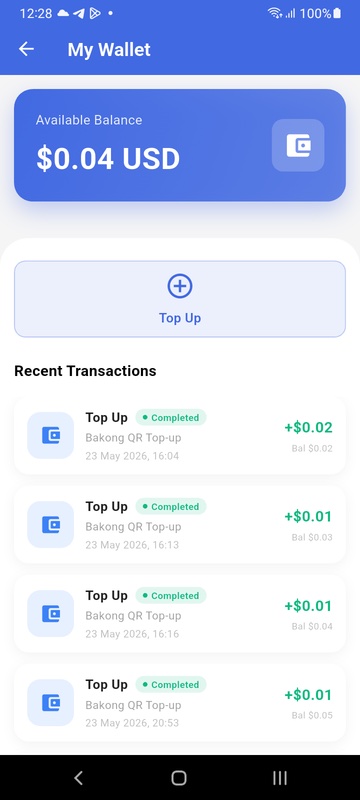 12:28 100%
My Wallet
Available Balance
$0.04 USD
Top Up
Recent Transactions
Top Up Completed
+$0.02
Bakong QR Top-up
Bal $0.02
23 May 2026, 16:04
Top Up Completed
+$0.01
Bakong QR Top-up
Bal $0.03
23 May 2026, 16:13
Top Up Completed
+$0.01
Bakong QR Top-up
Bal $0.04
23 May 2026, 16:16
Top Up Completed
+$0.01
Bakong QR Top-up
Bal $0.05
23 May 2026, 20:53